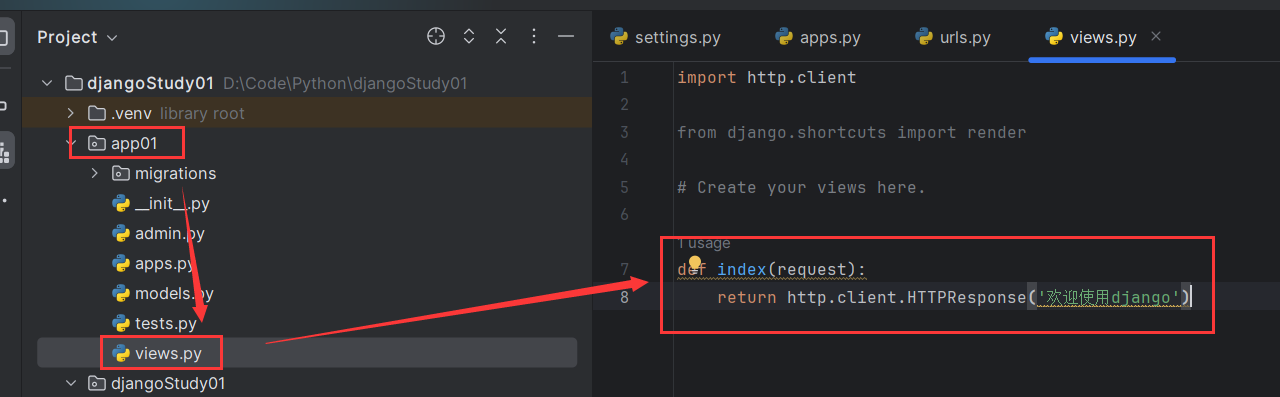 Project
settings.py
apps.py
urls.py
views.py
djangoStudy01 D:\Code\Python\djangoStudy01
.venv library root
app01
migrations
__init__.py
admin.py
apps.py
models.py
tests.py
views.py
djangoStudy01
1 import http.client
2
3 from django.shortcuts import render
4
5 # Create your views here.
6
1 usage
7 def index(request):
8 return http.client.HTTPResponse('欢迎使用django')